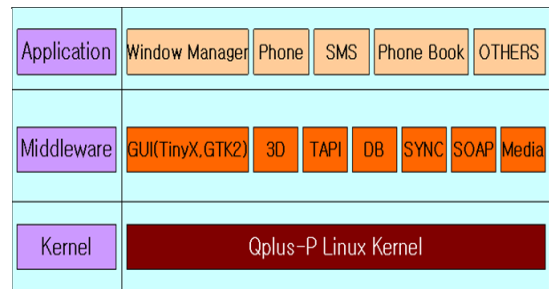 Application Window Manager Phone SMS Phone Book OTHERS
Middleware GUI(TinyX,GTK2) 3D TAPI DB SYNC SOAP Media
Kernel Qplus-P Linux Kernel